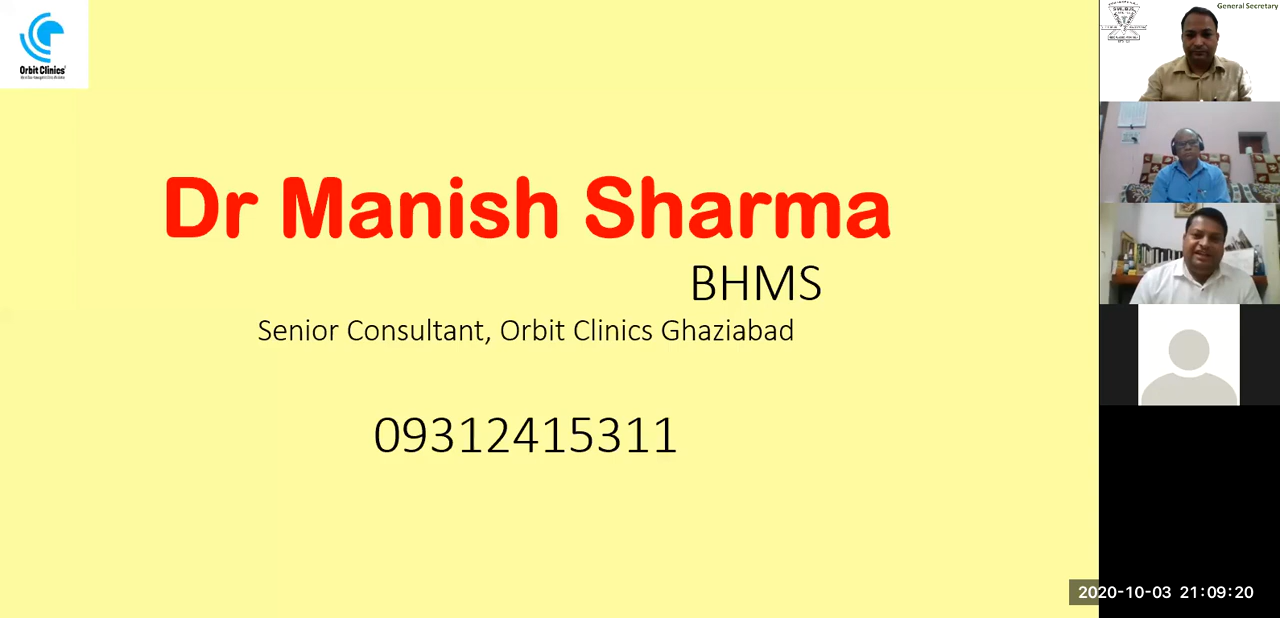 Orbit Clinics
General Secretary
Dr Manish Sharma
BHMS
Senior Consultant, Orbit Clinics Ghaziabad
09312415311
2020-10-03 21:09:20